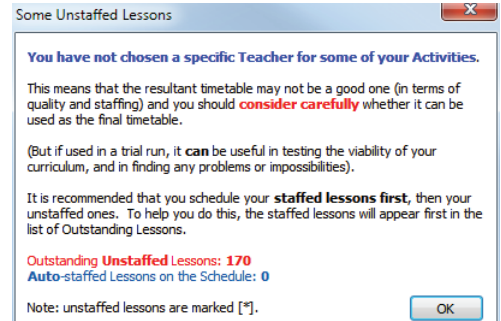 Some Unstaffed Lessons
You have not chosen a specific Teacher for some of your Activities.
This means that the resultant timetable may not be a good one (in terms of
quality and staffing) and you should consider carefully whether it can be
used as the final timetable.
(But if used in a trial run, it can be useful in testing the viability of your
curriculum, and in finding any problems or impossibilities).
It is recommended that you schedule your staffed lessons first, then your
unstaffed ones. To help you do this, the staffed lessons will appear first in the
list of Outstanding Lessons.
Outstanding Unstaffed Lessons: 170
Auto-staffed Lessons on the Schedule: 0
Note: unstaffed lessons are marked [*].
OK